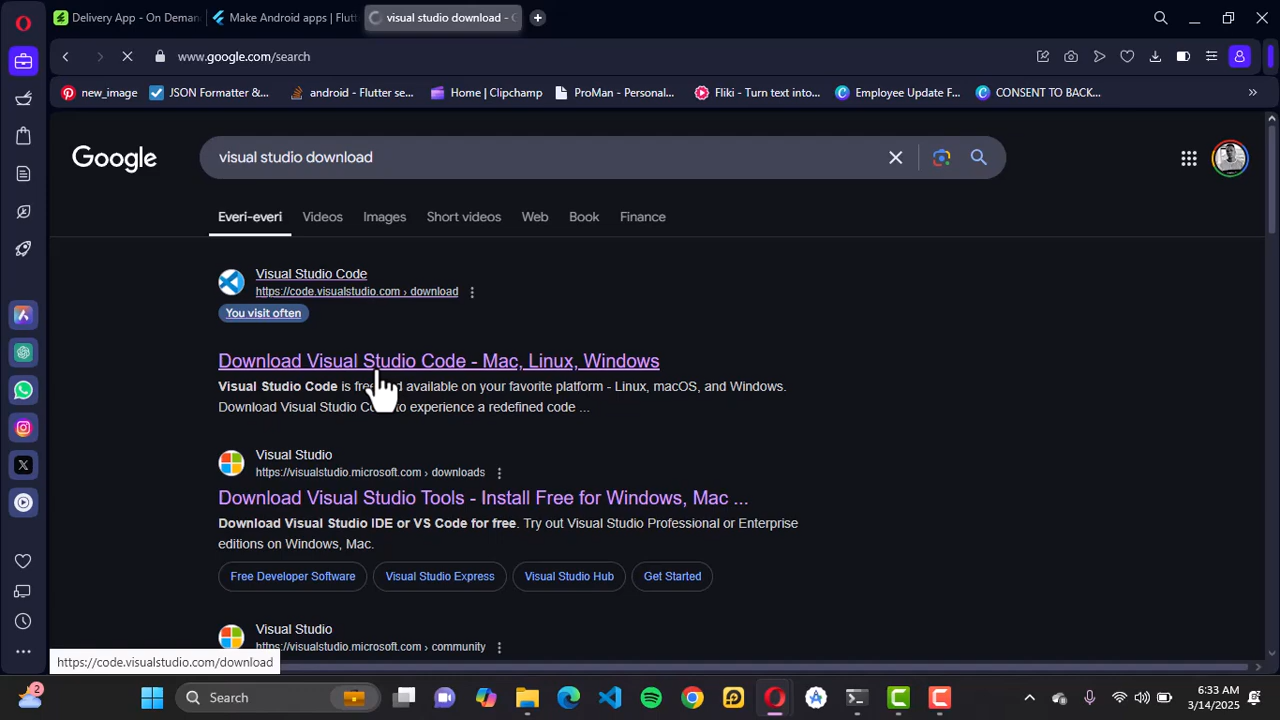 Delivery App - On Deman
Make Android apps | Flutt
visual studio download - G
www.google.com/search
new_image
JSON Formatter &...
android - Flutter se...
Home | Clipchamp
ProMan - Personal...
Fliki - Turn text into...
Employee Update F...
CONSENT TO BACK...
Google
visual studio download
Everi-everi
Videos
Images
Short videos
Web
Book
Finance
Visual Studio Code
https://code.visualstudio.com › download
You visit often
Download Visual Studio Code - Mac, Linux, Windows
Visual Studio Code is free and available on your favorite platform - Linux, macOS, and Windows.
Download Visual Studio Code to experience a redefined code ...
Visual Studio
https://visualstudio.microsoft.com › downloads
Download Visual Studio Tools - Install Free for Windows, Mac ...
Download Visual Studio IDE or VS Code for free. Try out Visual Studio Professional or Enterprise
editions on Windows, Mac.
Free Developer Software
Visual Studio Express
Visual Studio Hub
Get Started
Visual Studio
https://visualstudio.microsoft.com › community
https://code.visualstudio.com/download
2
Search
6:33 AM
3/14/2025